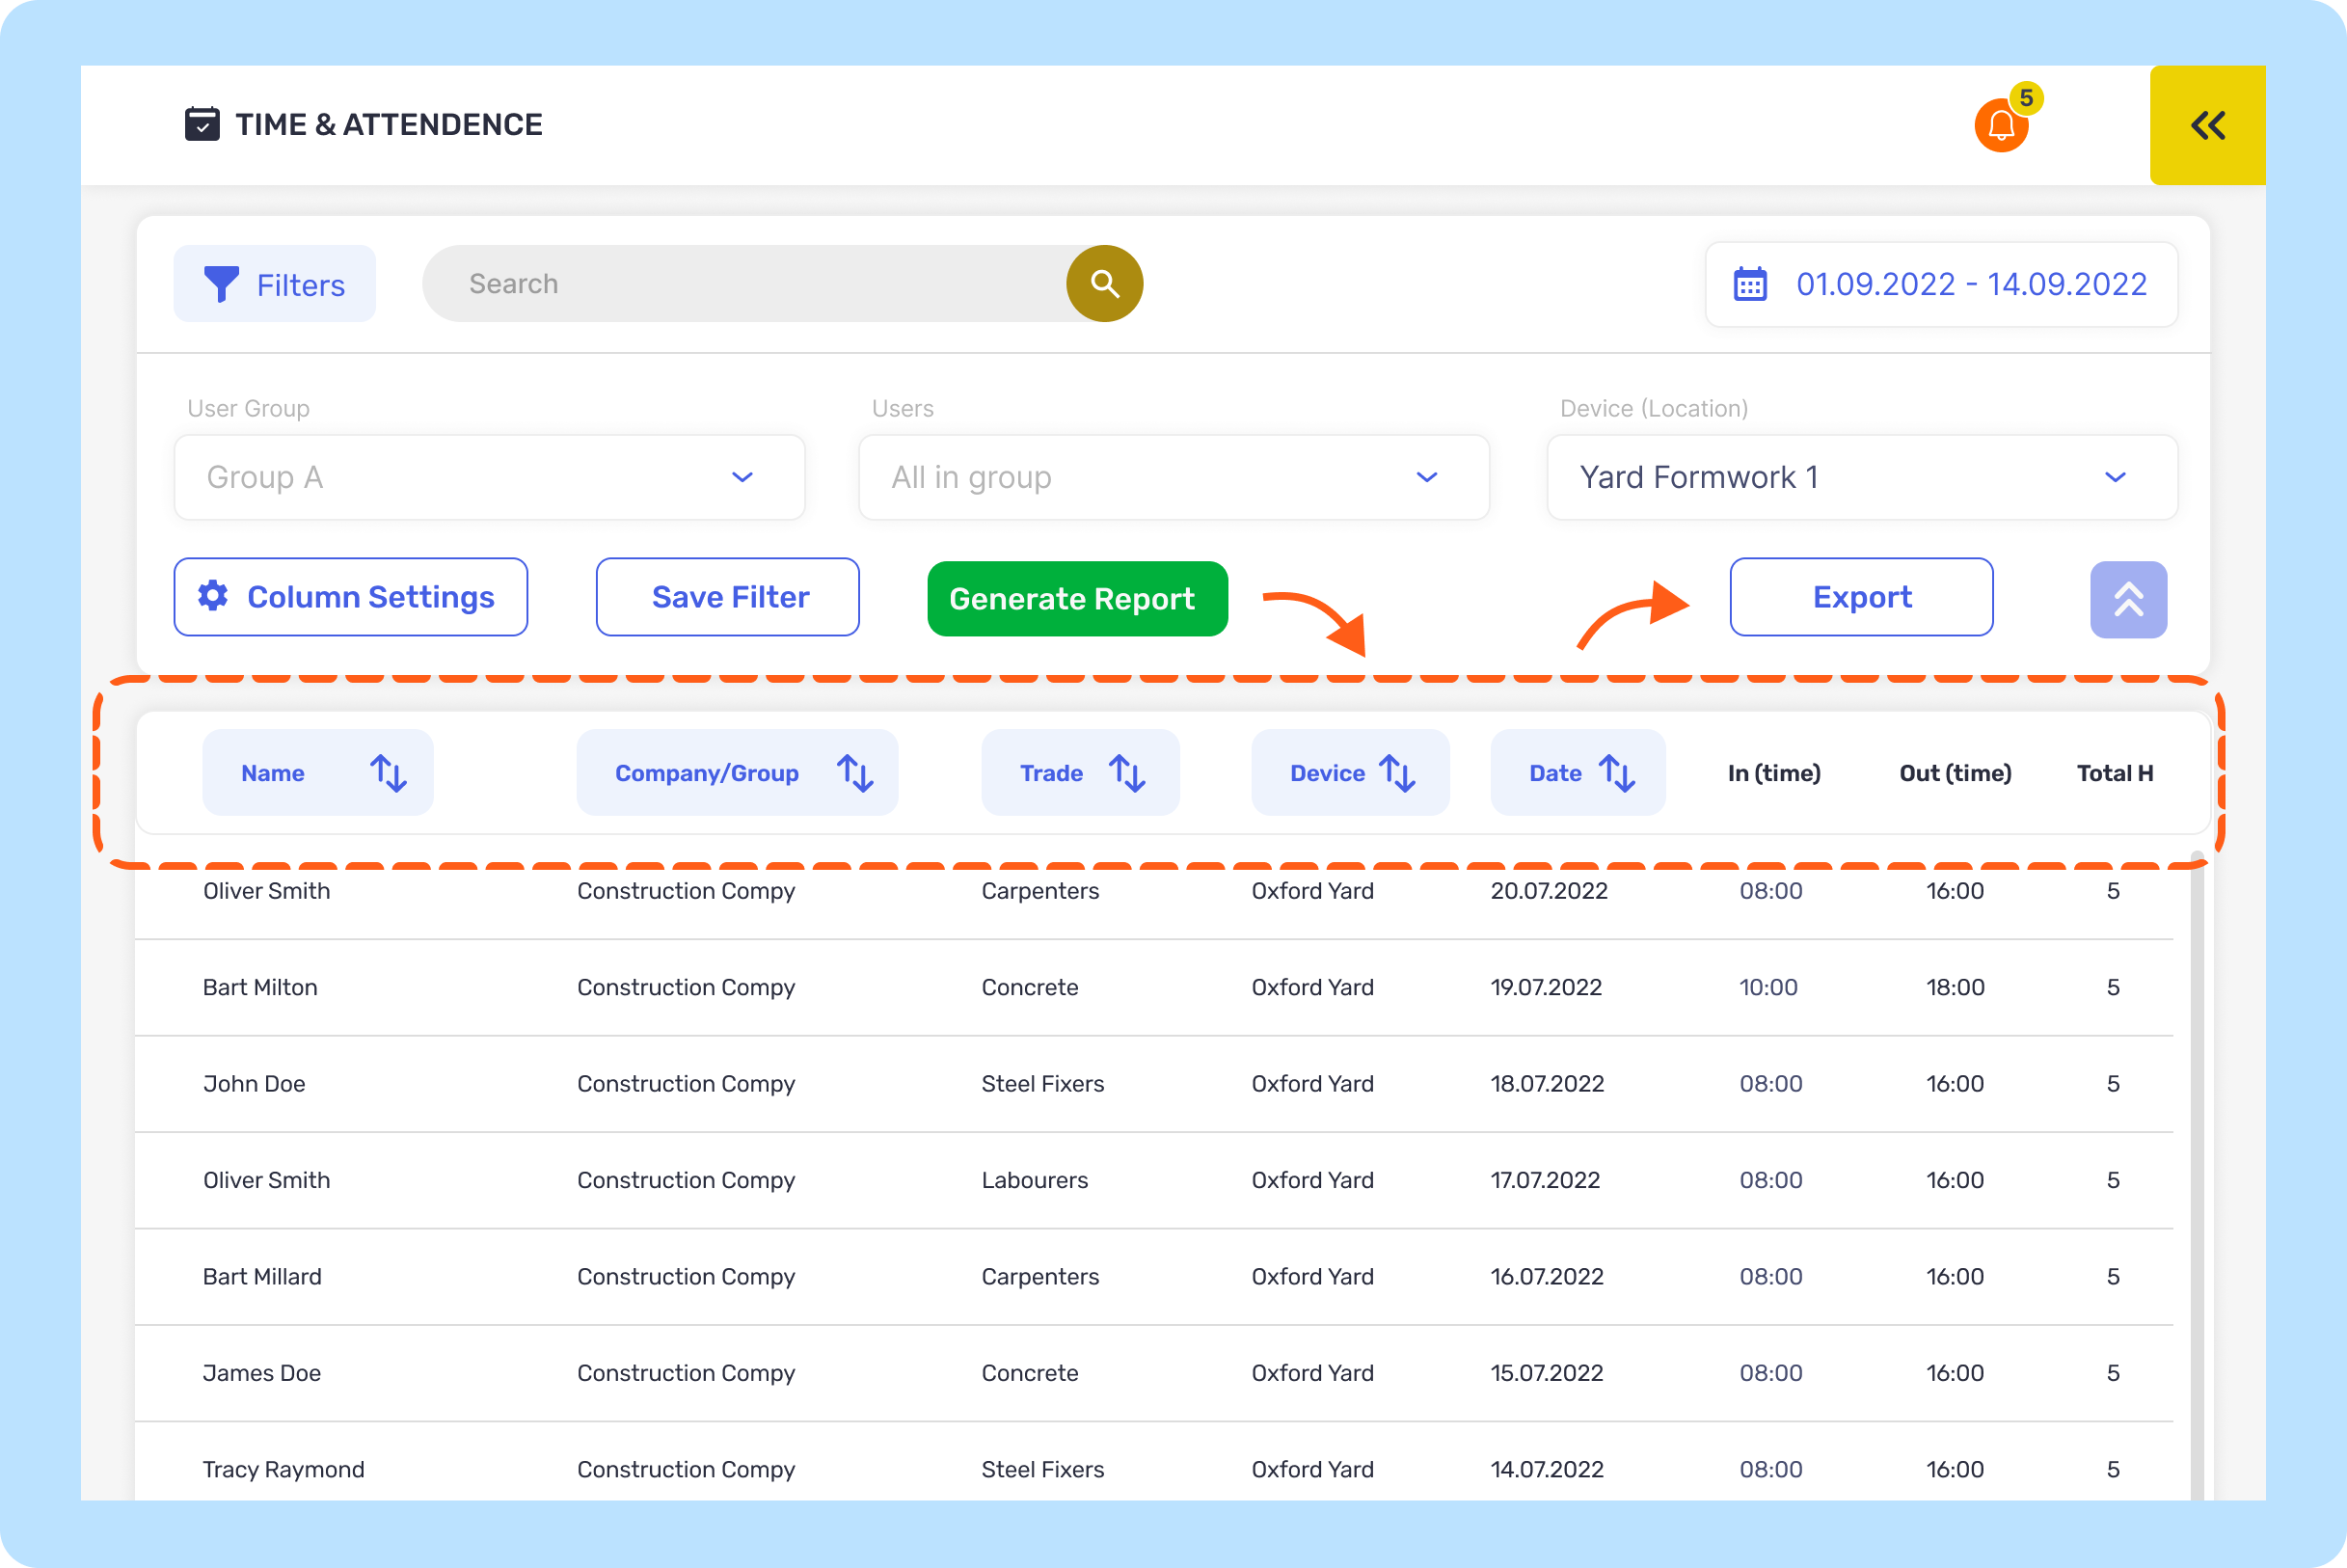 TIME & ATTENDENCE
5
Filters
Search
01.09.2022 - 14.09.2022
User Group
Users
Device (Location)
Group A
All in group
Yard Formwork 1
Column Settings
Save Filter
Generate Report
Export
Name Company/Group Trade Device Date In (time) Out (time) Total H
Oliver Smith Construction Compy Carpenters Oxford Yard 20.07.2022 08:00 16:00 5
Bart Milton Construction Compy Concrete Oxford Yard 19.07.2022 10:00 18:00 5
John Doe Construction Compy Steel Fixers Oxford Yard 18.07.2022 08:00 16:00 5
Oliver Smith Construction Compy Labourers Oxford Yard 17.07.2022 08:00 16:00 5
Bart Millard Construction Compy Carpenters Oxford Yard 16.07.2022 08:00 16:00 5
James Doe Construction Compy Concrete Oxford Yard 15.07.2022 08:00 16:00 5
Tracy Raymond Construction Compy Steel Fixers Oxford Yard 14.07.2022 08:00 16:00 5